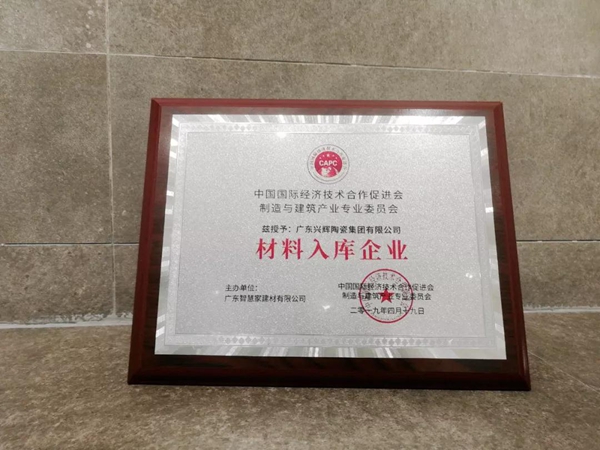 CAPC
中国国际经济技术合作促进会
制造与建筑产业专业委员会
兹授予：广东兴辉陶瓷集团有限公司
材料入库企业
主办单位：
广东智慧家建材有限公司
中国国际经济技术合作促进会
制造与建筑产业专业委员会
二零一九年四月十九日